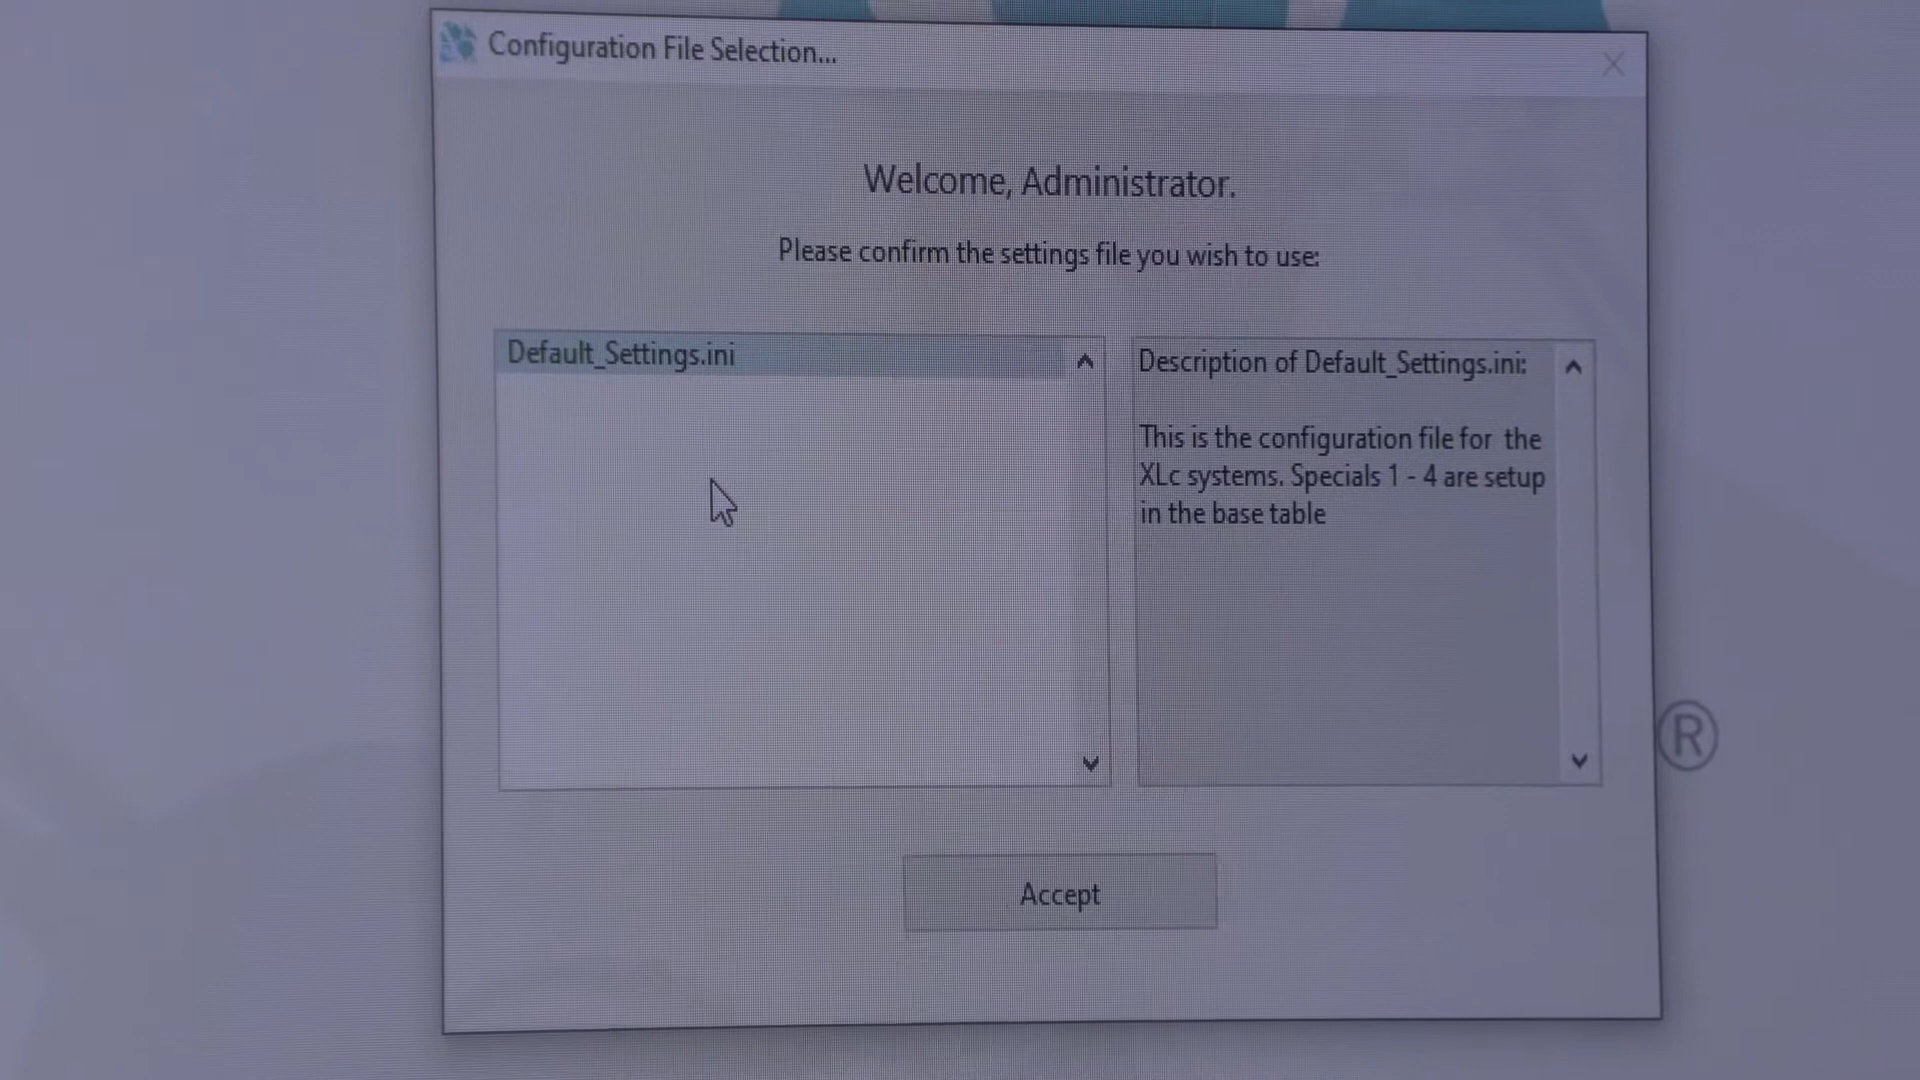 Configuration File Selection...
Welcome, Administrator.
Please confirm the settings file you wish to use:
Default_Settings.ini
Description of Default_Settings.ini:
This is the configuration file for  the
XLc systems. Specials 1 - 4 are setup
in the base table
®
Accept